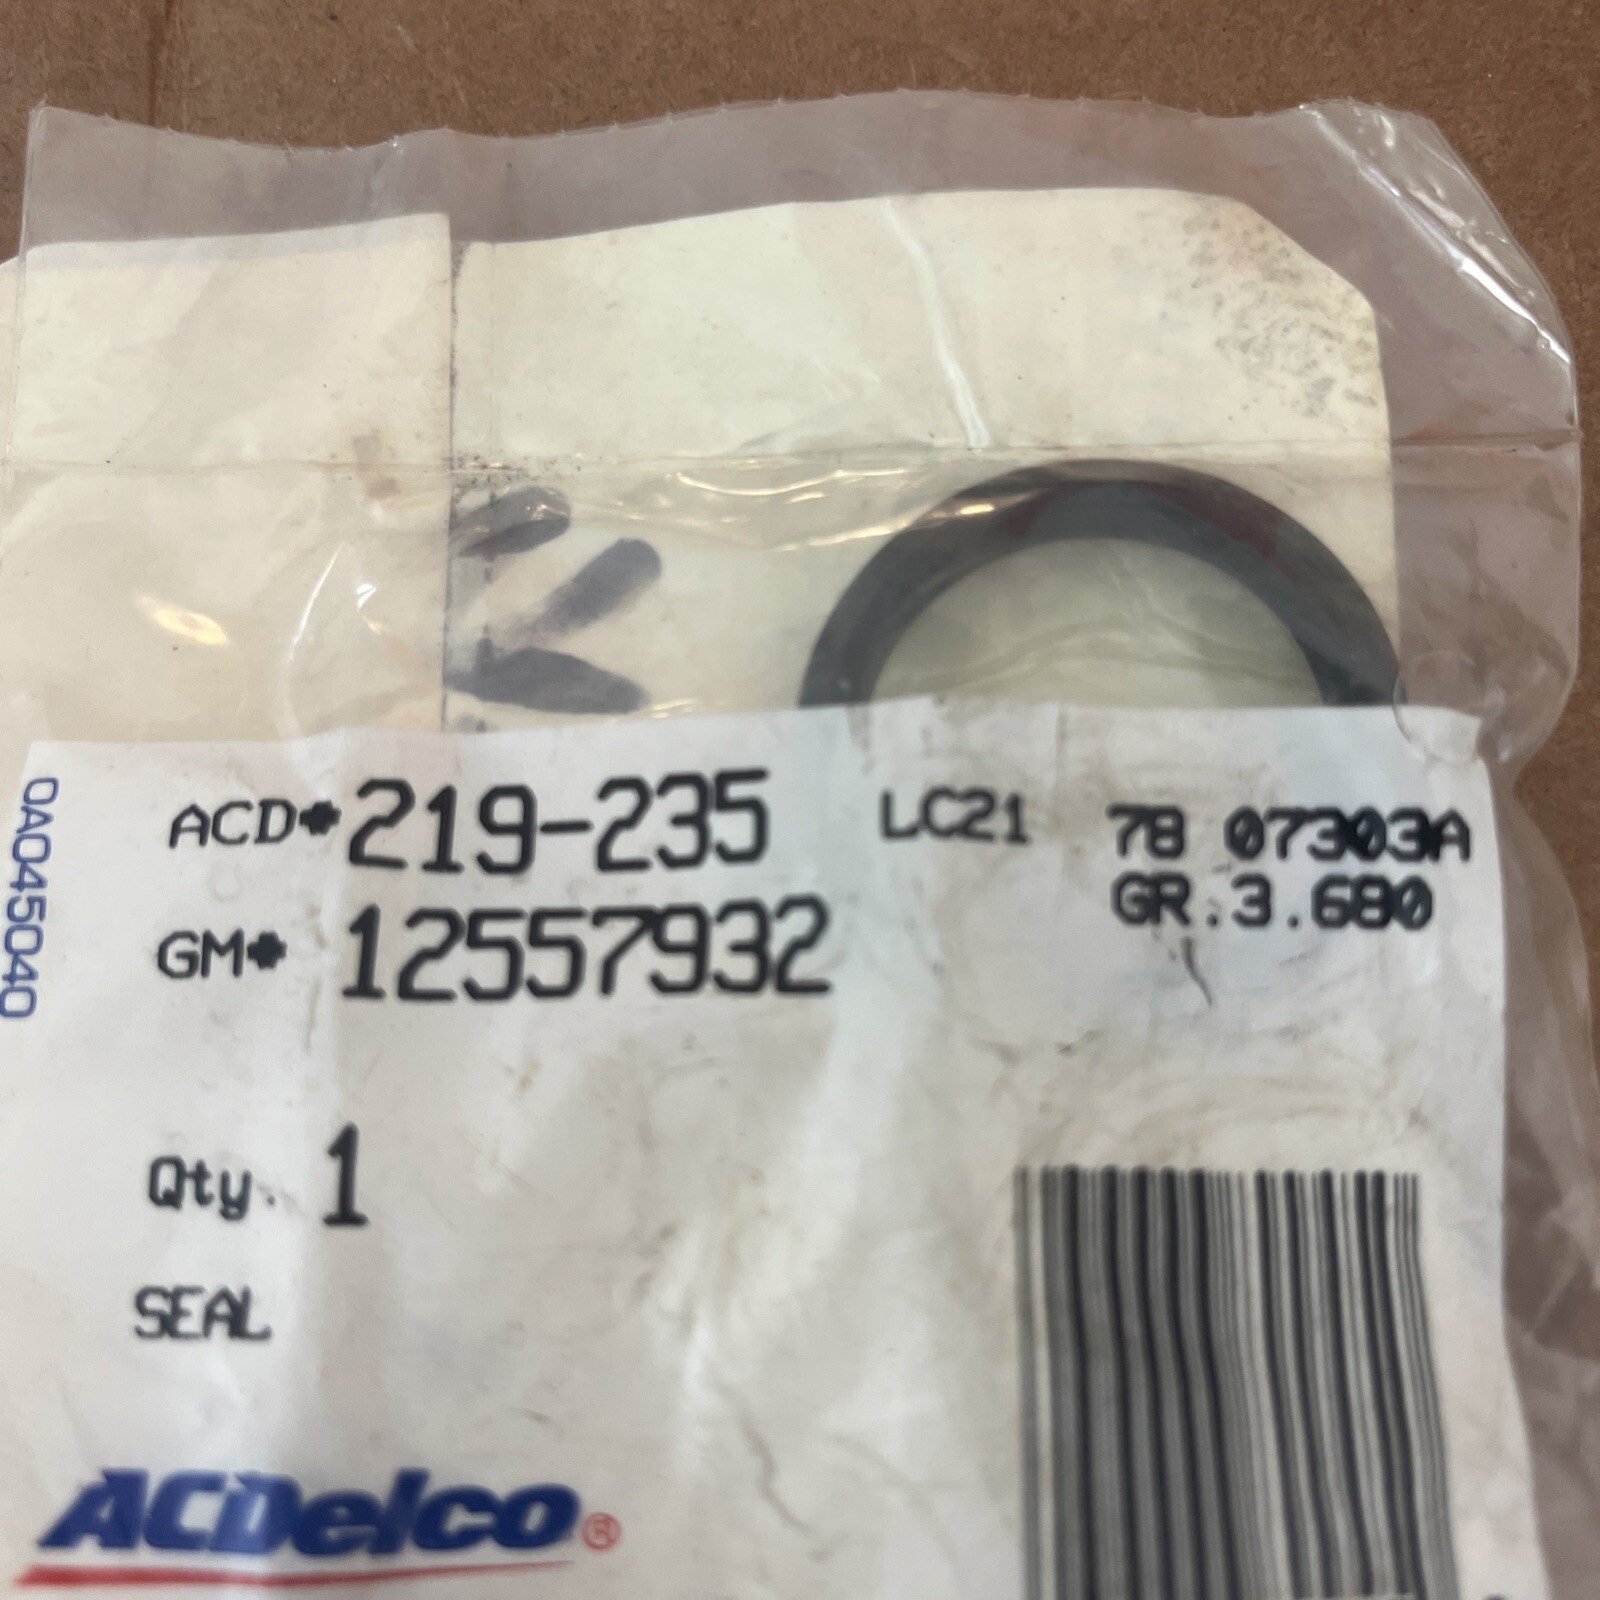 ACD# 219-235 LC21 78 07303A
GM# 12557932 GR.3.680
Qty. 1
SEAL
ACDelco®
0A045040